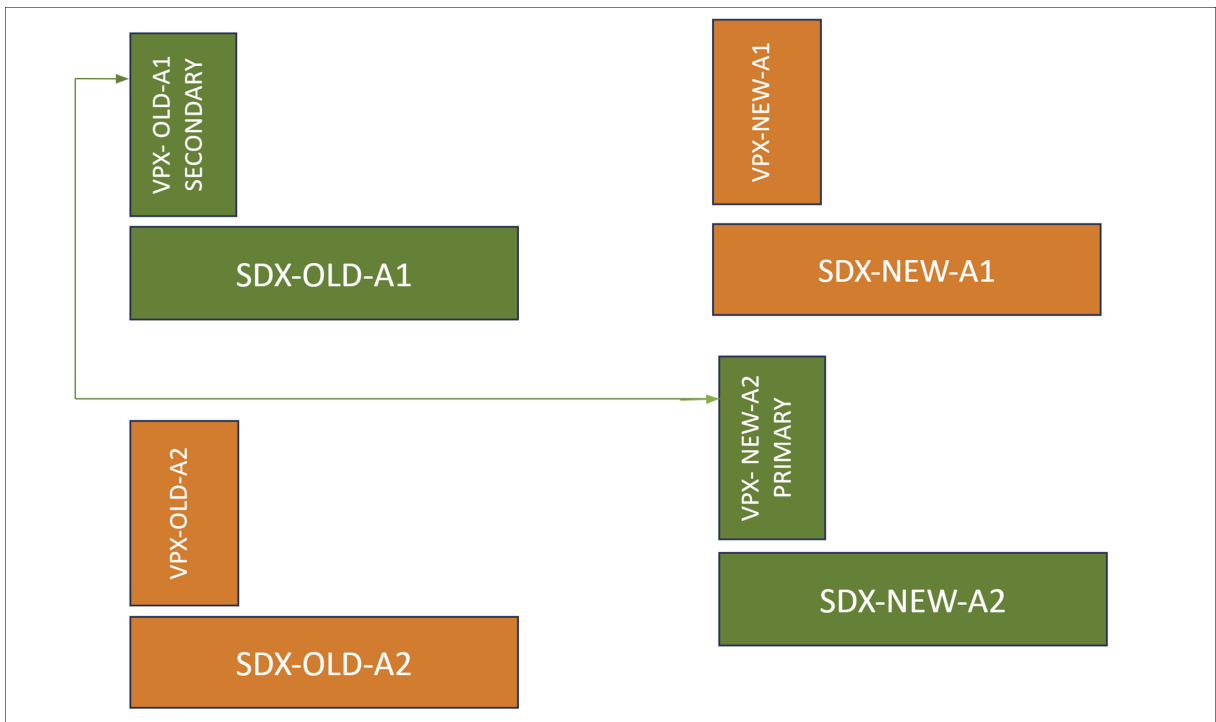 VPX- OLD-A1
SECONDARY
SDX-OLD-A1
VPX-NEW-A1
SDX-NEW-A1
VPX-OLD-A2
SDX-OLD-A2
VPX- NEW-A2
PRIMARY
SDX-NEW-A2